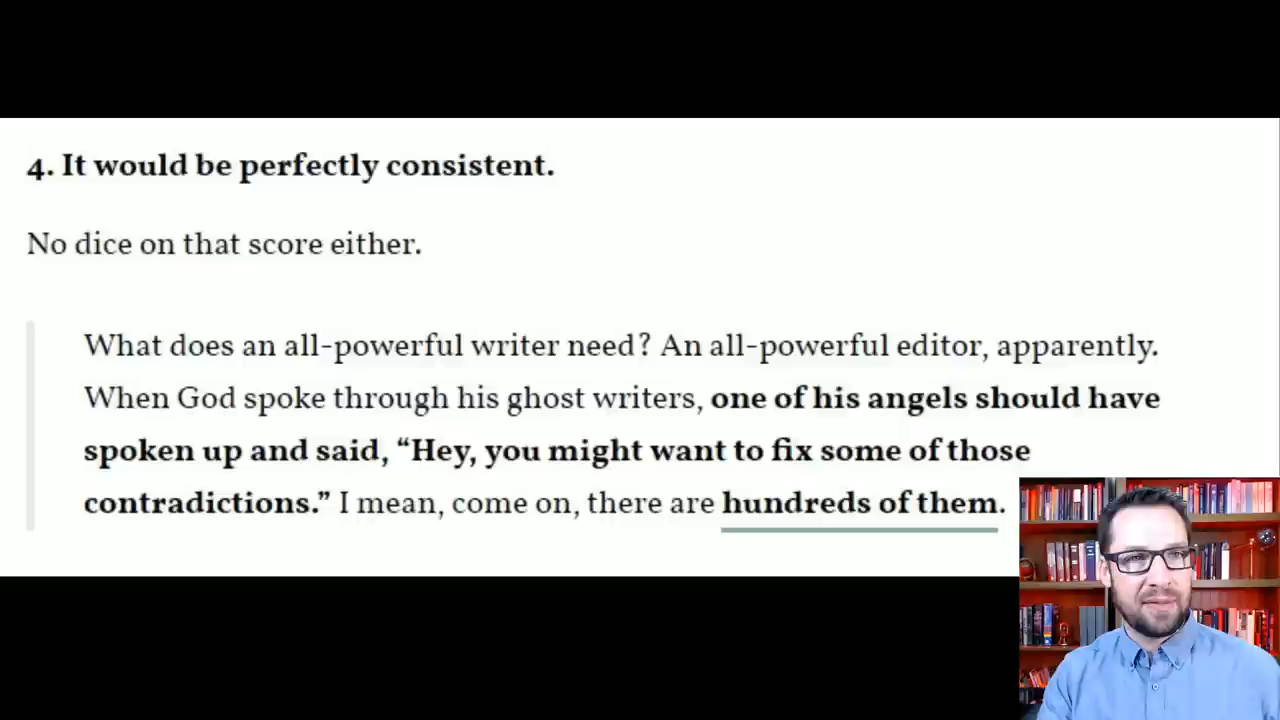 4. It would be perfectly consistent.
No dice on that score either.
What does an all-powerful writer need? An all-powerful editor, apparently.
When God spoke through his ghost writers, one of his angels should have
spoken up and said, “Hey, you might want to fix some of those
contradictions.” I mean, come on, there are hundreds of them.